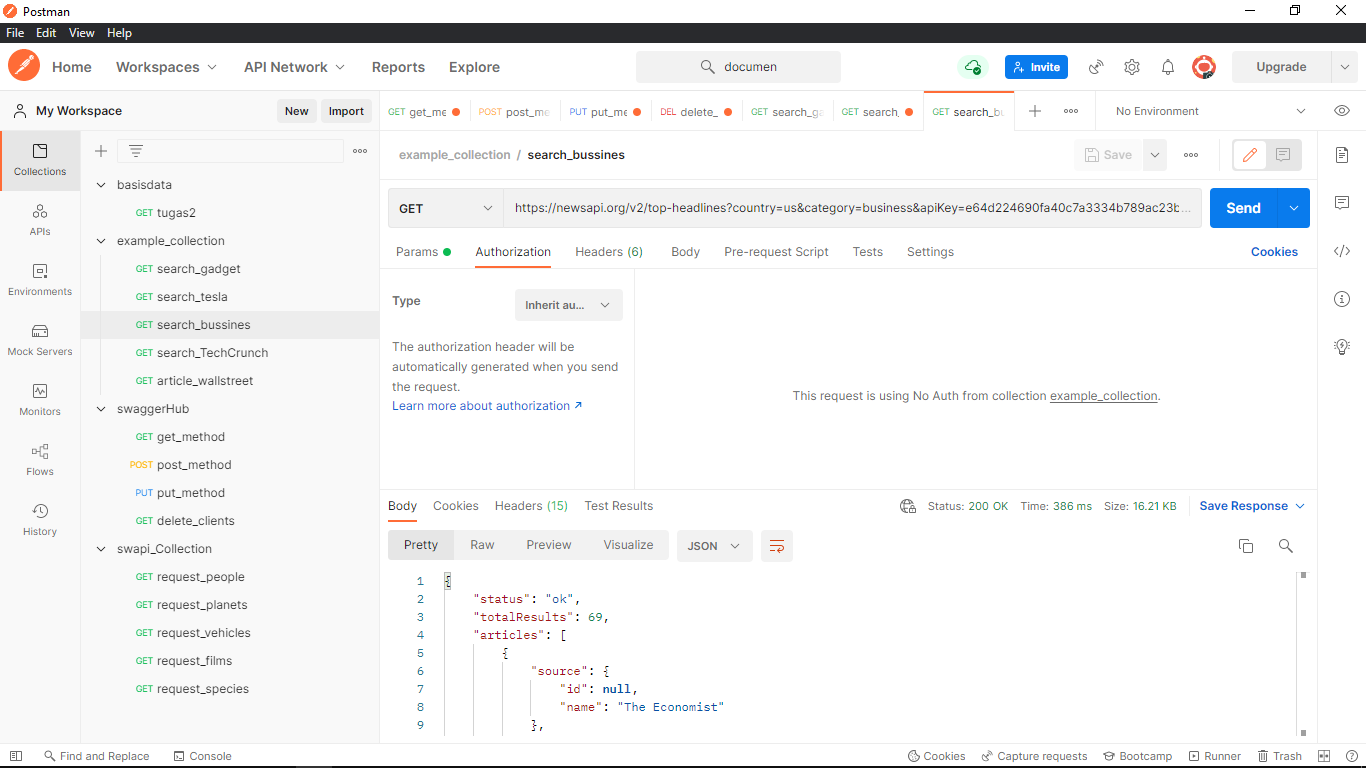 Postman
File Edit View Help
Home Workspaces API Network Reports Explore documen Invite Upgrade
My Workspace New Import GET get_me POST post_me PUT put_me DEL delete_ GET search_ga GET search_ GET search_bu No Environment
Collections
APIs
Environments
Mock Servers
Monitors
Flows
History
basisdata
GET tugas2
example_collection
GET search_gadget
GET search_tesla
GET search_bussines
GET search_TechCrunch
GET article_wallstreet
swaggerHub
GET get_method
POST post_method
PUT put_method
GET delete_clients
swapi_Collection
GET request_people
GET request_planets
GET request_vehicles
GET request_films
GET request_species
example_collection / search_bussines Save
GET https://newsapi.org/v2/top-headlines?country=us&category=business&apiKey=e64d224690fa40c7a3334b789ac23b... Send
Params Authorization Headers (6) Body Pre-request Script Tests Settings Cookies
Type Inherit au...
The authorization header will be
automatically generated when you send
the request.
Learn more about authorization
This request is using No Auth from collection example_collection.
Body Cookies Headers (15) Test Results Status: 200 OK Time: 386 ms Size: 16.21 KB Save Response
Pretty Raw Preview Visualize JSON
1 {
2 "status": "ok",
3 "totalResults": 69,
4 "articles": [
5 {
6 "source": {
7 "id": null,
8 "name": "The Economist"
9 },
Find and Replace Console Cookies Capture requests Bootcamp Runner Trash